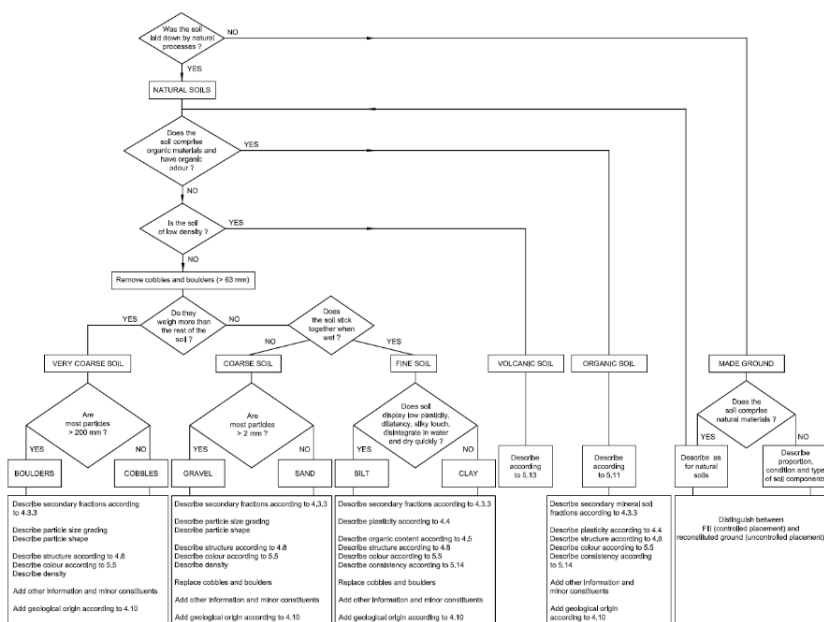 Was the soil
laid down by natural
processes ?
NO
YES
NATURAL SOILS
Does the
soil comprise
organic materials and
have organic
odour ?
YES
NO
Is the soil
of low density ?
YES
NO
Remove cobbles and boulders (> 63 mm)
Do they
weigh more than
the rest of the
soil ?
YES
NO
Does
the soil stick
together when
wet ?
NO
YES
VERY COARSE SOIL
COARSE SOIL
FINE SOIL
VOLCANIC SOIL
ORGANIC SOIL
MADE GROUND
Are
most particles
> 200 mm ?
YES
NO
Are
most particles
> 2 mm ?
YES
NO
Does soil
display low plasticity,
dilatancy, silky touch,
disintegrate in water
and dry quickly ?
YES
NO
Does the
soil comprise
natural materials ?
YES
NO
BOULDERS
COBBLES
GRAVEL
SAND
SILT
CLAY
Describe
according
to 5,13
Describe
according
to 5,11
Describe as
for natural
soils
Describe
proportion,
condition and type
of soil components
Describe secondary fractions according
to 4.3.3
Describe particle size grading
Describe particle shape
Describe structure according to 4.8
Describe colour according to 5.5
Describe density
Add other information and minor constituents
Add geological origin according to 4.10
Describe secondary fractions according to 4,3,3
Describe particle size grading
Describe particle shape
Describe structure according to 4.8
Describe colour according to 5.5
Describe density
Replace cobbles and boulders
Add other information and minor constituents
Add geological origin according to 4.10
Describe secondary fractions according to 4,3,3
Describe plasticity according to 4.4
Describe organic content according to 4,5
Describe structure according to 4,8
Describe colour according to 5.5
Describe consistency according to 5,14
Replace cobbles and boulders
Add other information and minor constituents
Add geological origin according to 4.10
Describe secondary mineral soil
fractions according to 4,3.3
Describe plasticity according to 4.4
Describe structure according to 4,8
Describe colour according to 5.5
Describe consistency according
to 5,14
Add other information and
minor constituents
Add geological origin
according to 4.10
Distinguish between
Fill (controlled placement) and
reconstituted ground (uncontrolled placement)